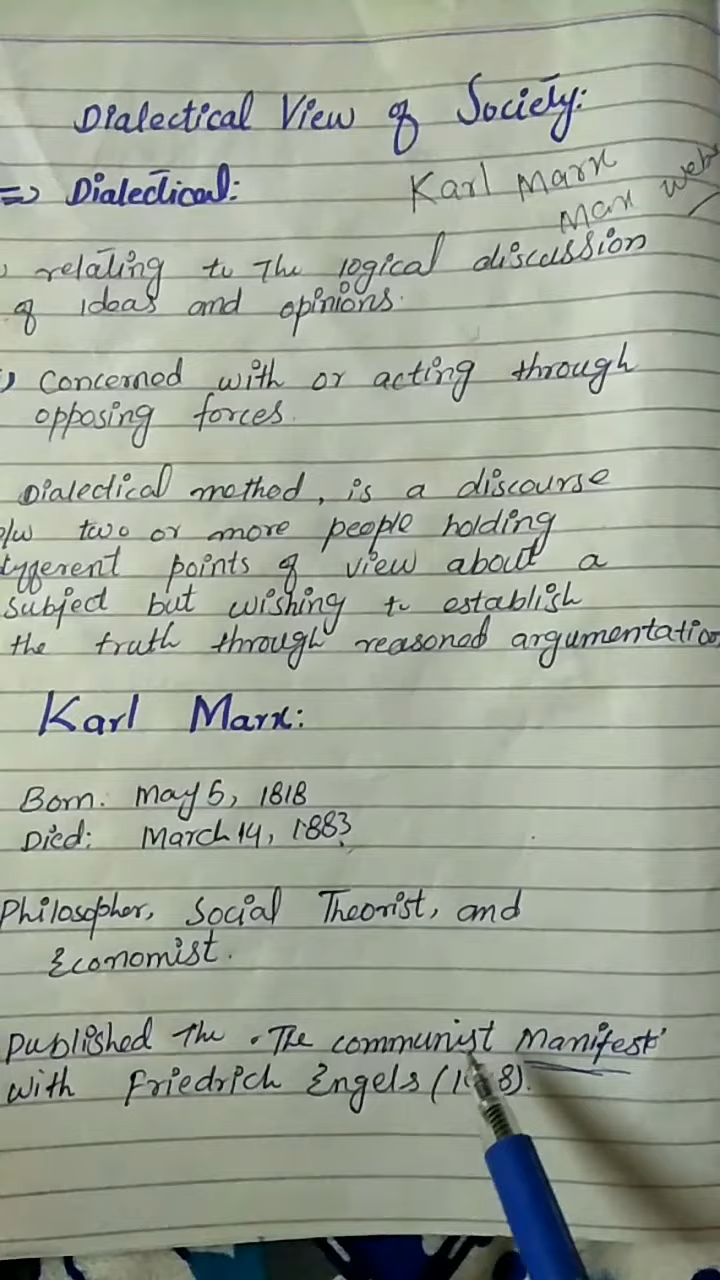 Dialectical View of Society:
=> Dialectical:
Karl Marx
Max web
relating to The logical discussion
of ideas and opinions.
concerned with or acting through
opposing forces.
Dialectical method, is a discourse
b/w two or more people holding
different points of view about a
subject but wishing to establish
the truth through reasoned argumentation
Karl Marx:
Born: May 5, 1818
Died: March 14, 1883
Philosopher, Social Theorist, and
Economist.
Published The "The communist Manifest"
with Friedrich Engels